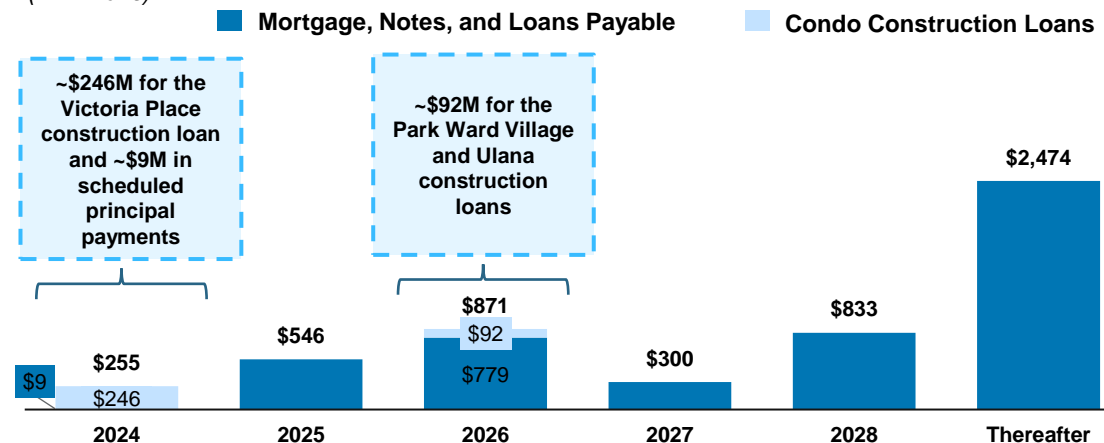 Mortgage, Notes, and Loans Payable
Condo Construction Loans
~$246M for the
Victoria Place
construction loan
and ~$9M in
scheduled
principal
payments
~$92M for the
Park Ward Village
and Ulana
construction
loans
$255
$546
$871
$300
$833
$2,474
$9
$246
$92
$779
2024
2025
2026
2027
2028
Thereafter